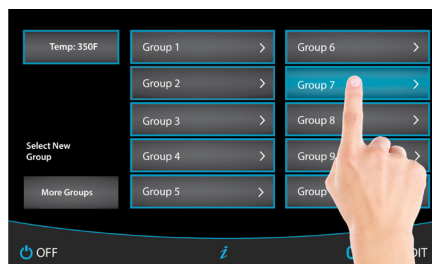 Temp: 350F
Group 1
Group 2
Group 3
Group 4
Group 5
Group 6
Group 7
Group 8
Group 9
Group
Select New
Group
More Groups
OFF
i